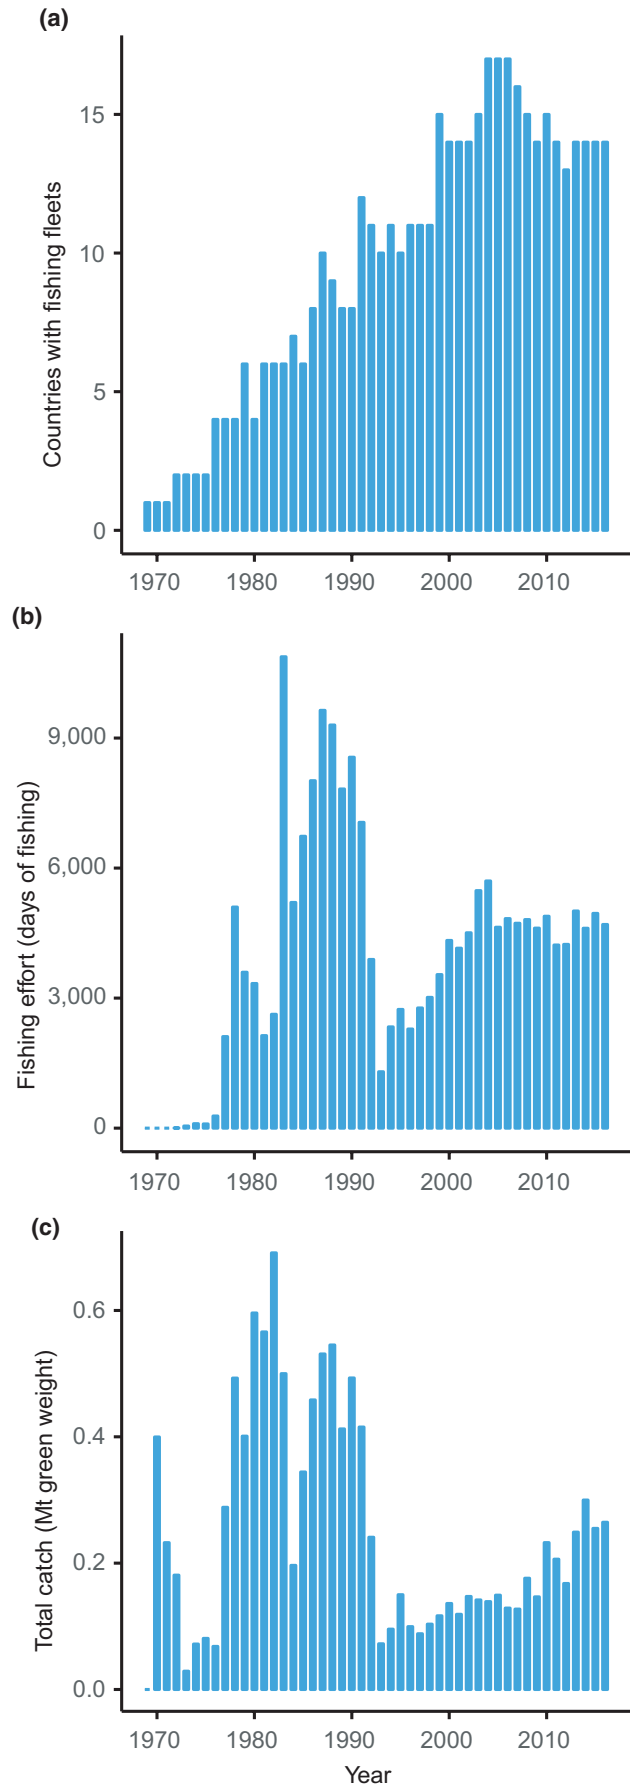 (a)
Countries with fishing fleets
15
10
5
0
1970 1980 1990 2000 2010
(b)
Fishing effort (days of fishing)
9,000
6,000
3,000
0
1970 1980 1990 2000 2010
(c)
Total catch (Mt green weight)
0.6
0.4
0.2
0.0
1970 1980 1990 2000 2010
Year